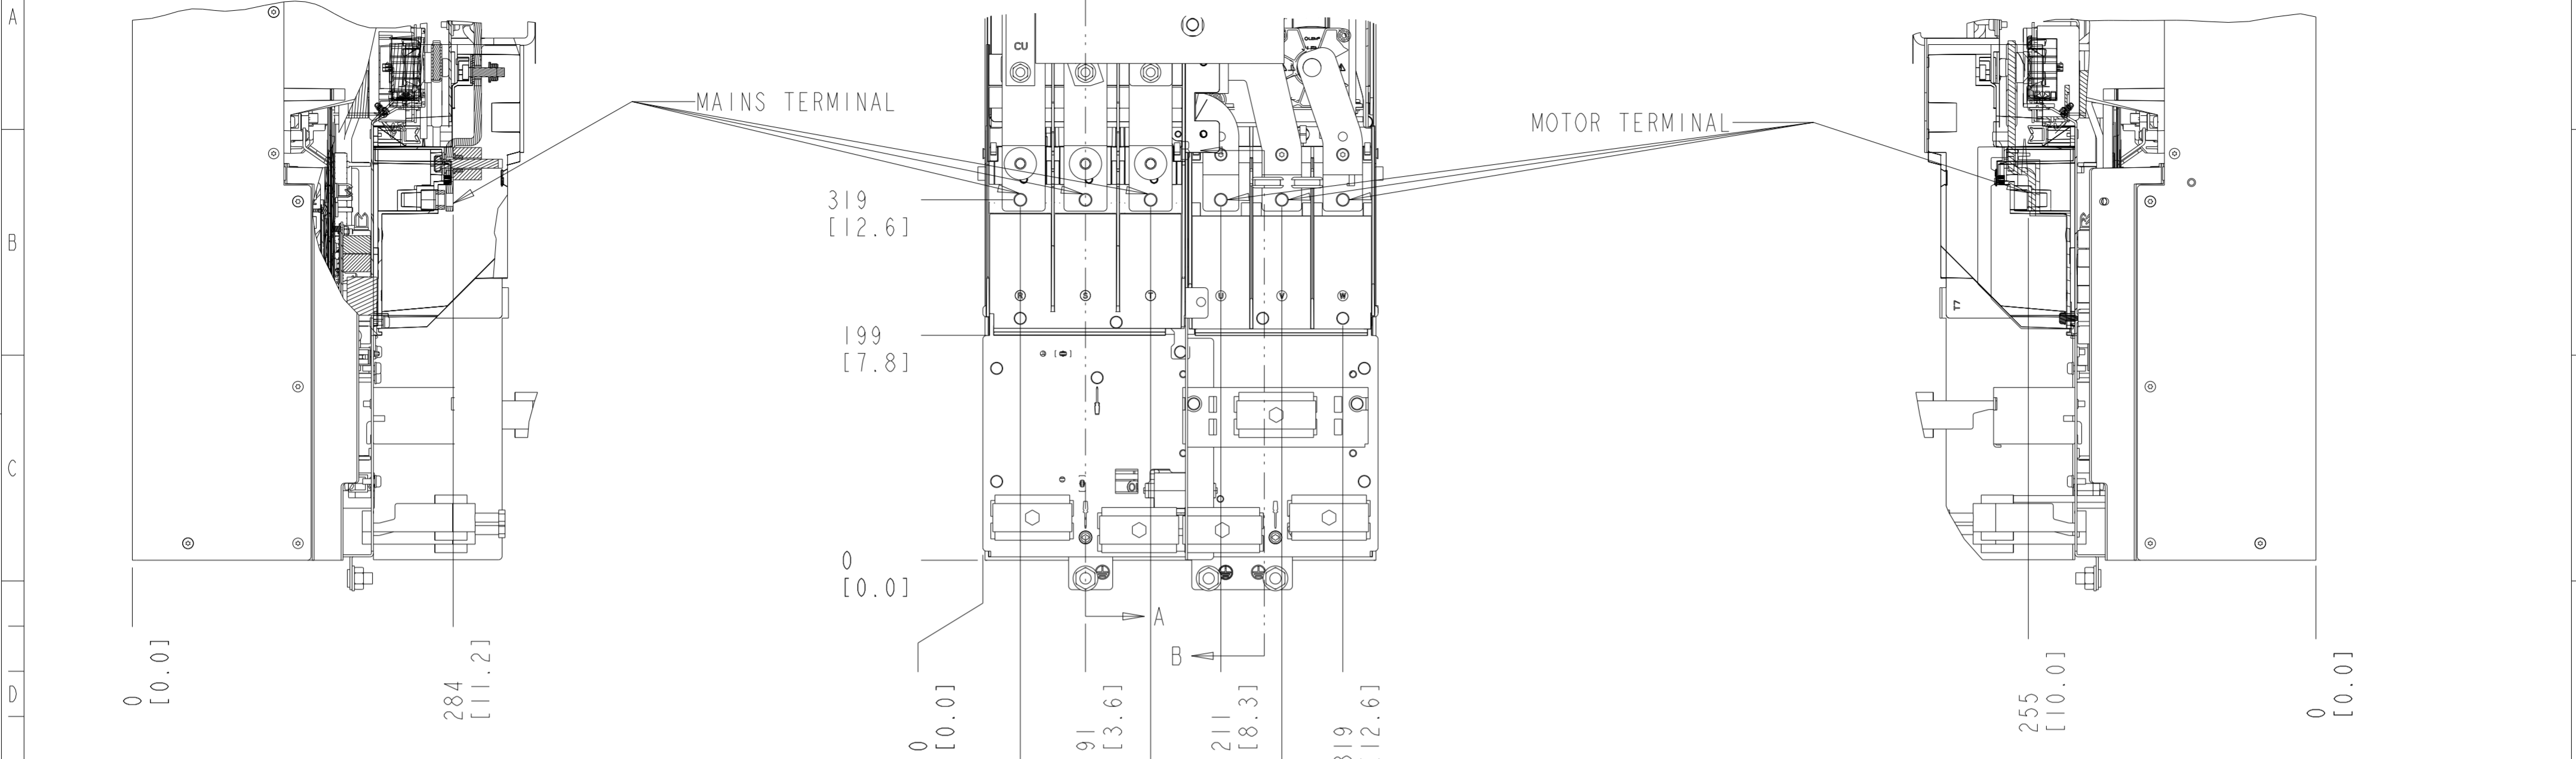 A
CU
MAINS TERMINAL
MOTOR TERMINAL
319
[12.6]
B
R S T U V W
T7
199
[7.8]
C
0
[0.0]
A
B
D
0
[0.0]
284
[11.2]
0
[0.0]
91
[3.6]
211
[8.3]
319
[12.6]
255
[10.0]
0
[0.0]